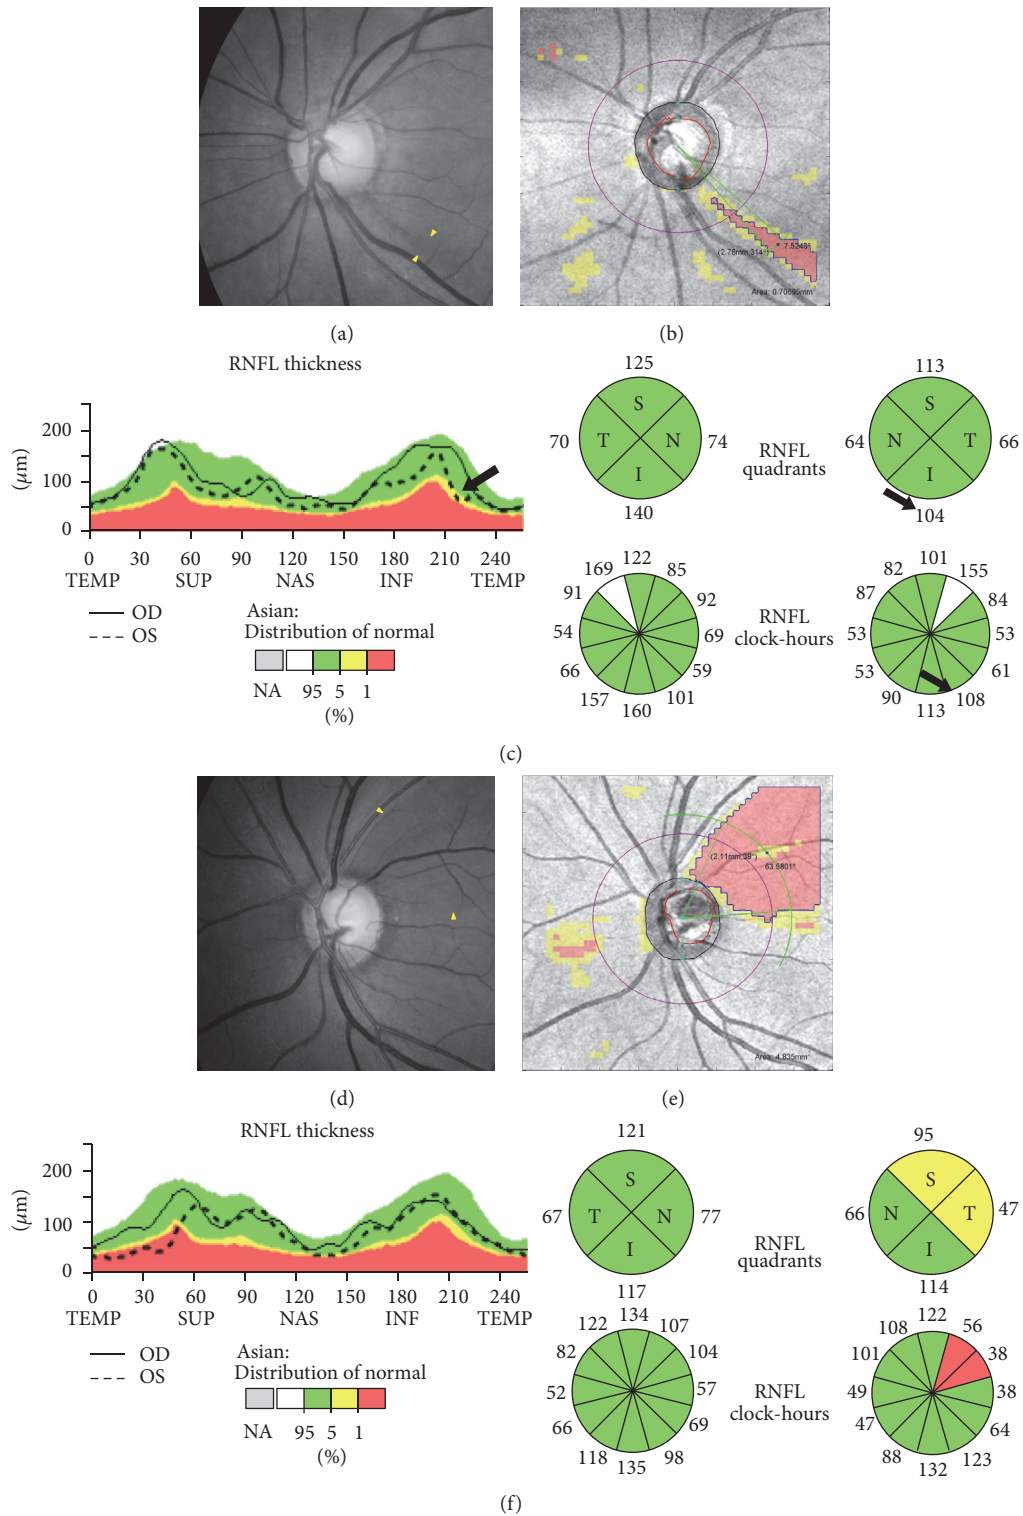 (a)
(2.78mm,314°)
7.5243°
Area: 0.70695mm²
(b)
RNFL thickness
(μm)
200
100
0
0 30 60 90 120 150 180 210 240
TEMP SUP NAS INF TEMP
OD
OS
Asian:
Distribution of normal
NA 95 5 1
(%)
125
70 S T N I 74
140
RNFL
quadrants
113
64 S N T I 66
104
169 122 85
91 92
54 69
66 59
157 160 101
RNFL
clock-hours
101
82 155
87 84
53 53
53 61
90 113 108
(c)
(d)
(2.11mm,39°)
63.5801°
Area: 4.835mm²
(e)
RNFL thickness
(μm)
200
100
0
0 30 60 90 120 150 180 210 240
TEMP SUP NAS INF TEMP
OD
OS
Asian:
Distribution of normal
NA 95 5 1
(%)
121
67 S T N I 77
117
RNFL
quadrants
95
66 S N T I 47
114
122 134 107
82 104
52 57
66 69
118 135 98
RNFL
clock-hours
108 122 56
101 38
49 38
47 64
88 132 123
(f)